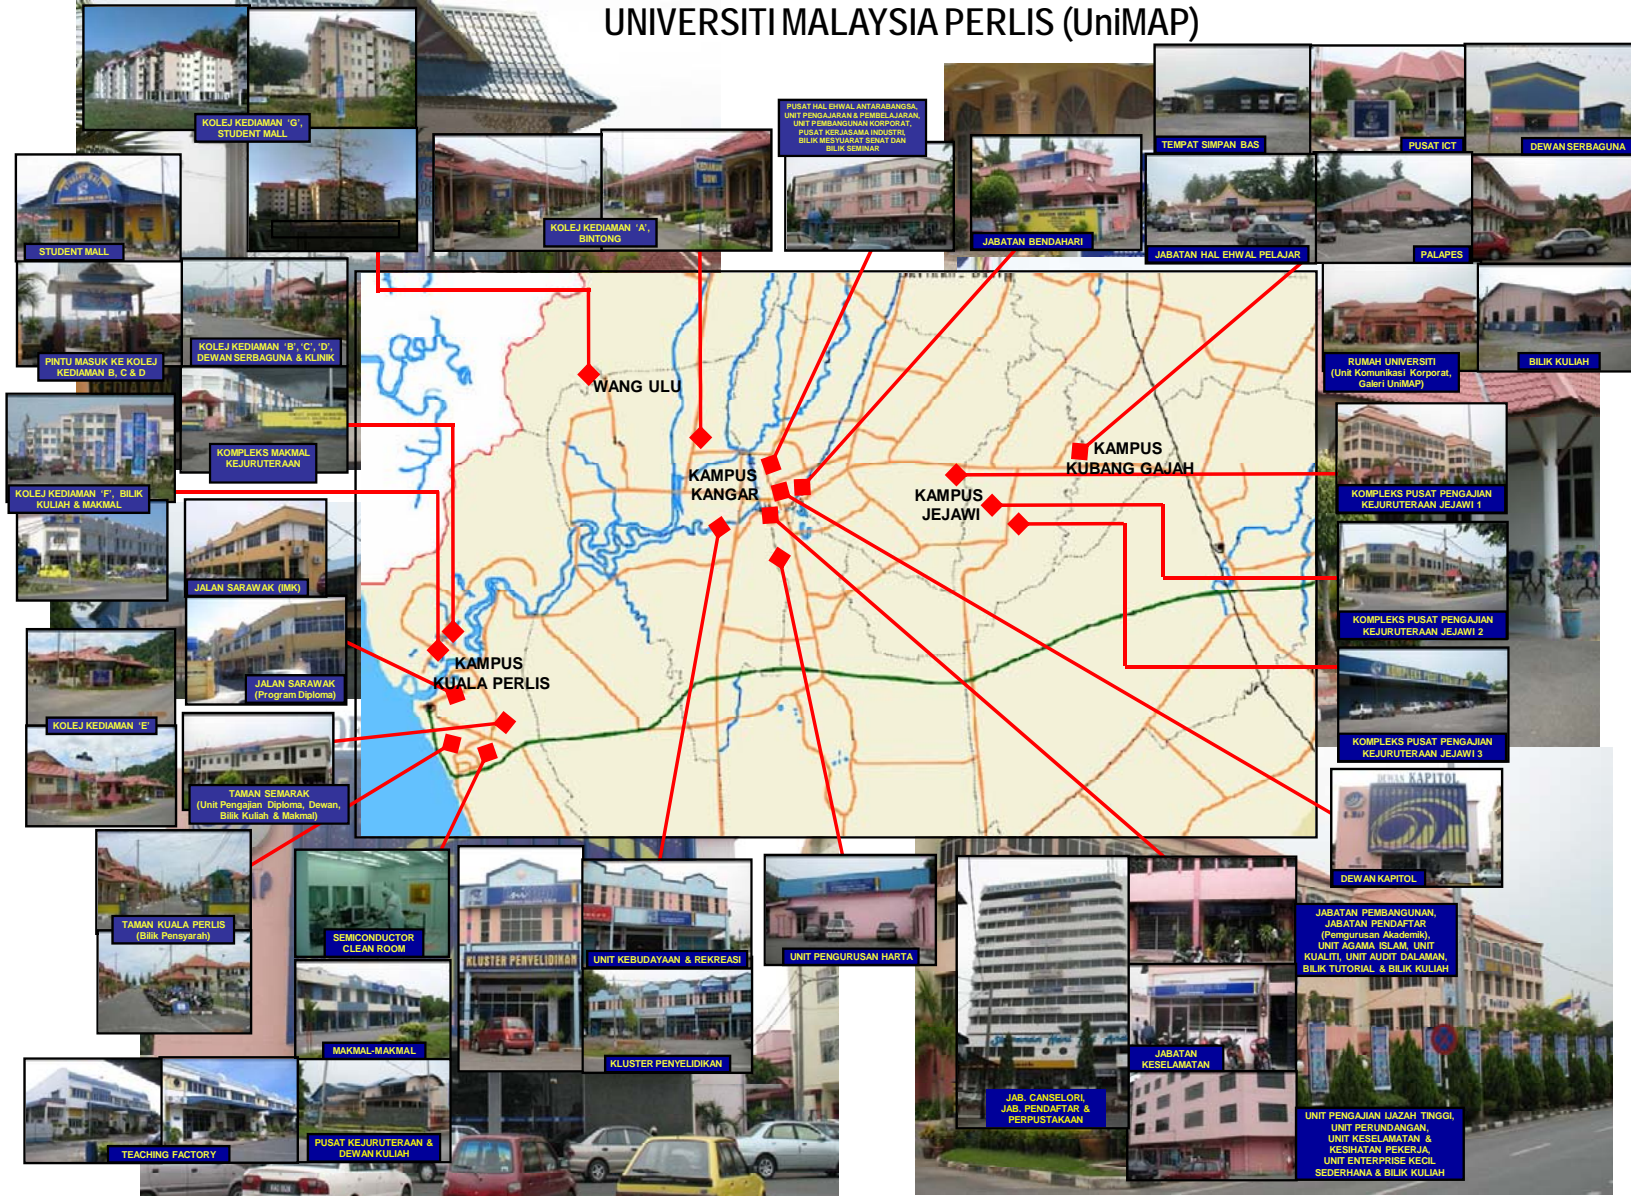 UNIVERSITI MALAYSIA PERLIS (UniMAP)
KOLEJ KEDIAMAN 'G',
STUDENT MALL
STUDENT MALL
KOLEJ KEDIAMAN 'A',
BINTONG
PUSAT HAL EHWAL ANTARABANGSA,
UNIT PENGAJARAN & PEMBELAJARAN,
UNIT PEMBANGUNAN KORPORAT,
PUSAT KERJASAMA INDUSTRI,
BILIK MESYUARAT SENAT DAN
BILIK SEMINAR
JABATAN BENDAHARI
TEMPAT SIMPAN BAS
PUSAT ICT
DEWAN SERBAGUNA
JABATAN HAL EHWAL PELAJAR
PALAPES
RUMAH UNIVERSITI
(Unit Komunikasi Korporat,
Galeri UniMAP)
BILIK KULIAH
PINTU MASUK KE KOLEJ
KEDIAMAN B, C & D
KOLEJ KEDIAMAN 'B', 'C', 'D',
DEWAN SERBAGUNA & KLINIK
KOMPLEKS MAKMAL
KEJURUTERAAN
KOLEJ KEDIAMAN 'F', BILIK
KULIAH & MAKMAL
JALAN SARAWAK (IMK)
JALAN SARAWAK
(Program Diploma)
KOLEJ KEDIAMAN 'E'
TAMAN SEMARAK
(Unit Pengajian Diploma, Dewan,
Bilik Kuliah & Makmal)
WANG ULU
KAMPUS
KANGAR
KAMPUS
JEJAWI
KAMPUS
KUBANG GAJAH
KAMPUS
KUALA PERLIS
KOMPLEKS PUSAT PENGAJIAN
KEJURUTERAAN JEJAWI 1
KOMPLEKS PUSAT PENGAJIAN
KEJURUTERAAN JEJAWI 2
KOMPLEKS PUSAT PENGAJIAN
KEJURUTERAAN JEJAWI 3
DEWAN KAPITOL
DEWAN KAPITOL
TAMAN KUALA PERLIS
(Bilik Pensyarah)
SEMICONDUCTOR
CLEAN ROOM
MAKMAL-MAKMAL
TEACHING FACTORY
PUSAT KEJURUTERAAN &
DEWAN KULIAH
KLUSTER PENYELIDIKAN
UNIT KEBUDAYAAN & REKREASI
KLUSTER PENYELIDIKAN
UNIT PENGURUSAN HARTA
JAB. CANSELORI,
JAB. PENDAFTAR &
PERPUSTAKAAN
JABATAN
KESELAMATAN
JABATAN PEMBANGUNAN,
JABATAN PENDAFTAR
(Pemgurusan Akademik),
UNIT AGAMA ISLAM, UNIT
KUALITI, UNIT AUDIT DALAMAN,
BILIK TUTORIAL & BILIK KULIAH
UNIT PENGAJIAN IJAZAH TINGGI,
UNIT PERUNDANGAN,
UNIT KESELAMATAN &
KESIHATAN PEKERJA,
UNIT ENTERPRISE KECIL
SEDERHANA & BILIK KULIAH